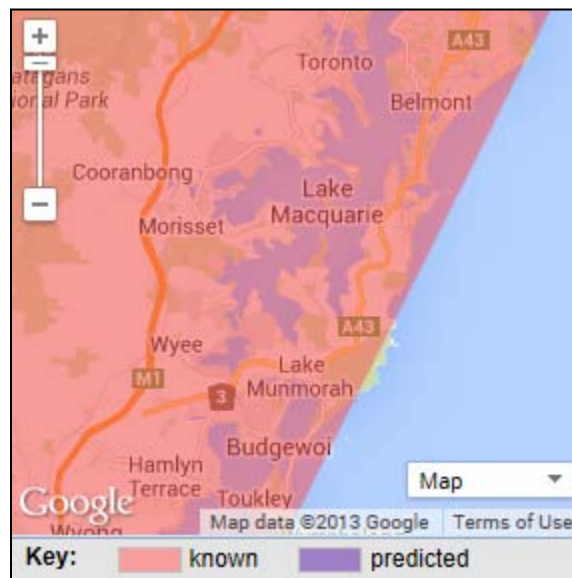 +
A43
Toronto
ional Park
Belmont
−
Cooranbong
Lake
Macquarie
Morisset
A43
Wyee
Lake
Munmorah
M1
3
Budgewoi
Hamlyn
Terrace
Map
Google
Toukley
Map data ©2013 Google
Terms of Use
Wyong
Key:
known
predicted